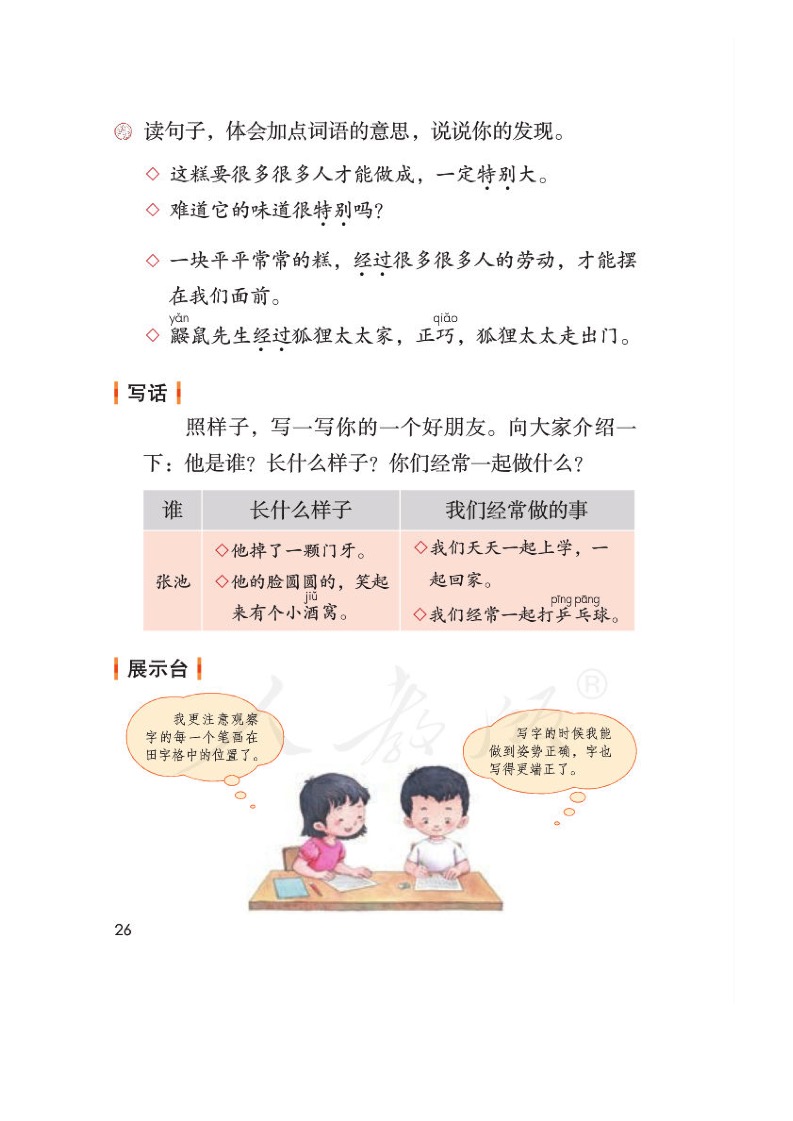 读句子，体会加点词语的意思，说说你的发现。
◇ 这糕要很多很多人才能做成，一定特别大。
◇ 难道它的味道很特别吗？
◇ 一块平平常常的糕，经过很多很多人的劳动，才能摆
在我们面前。
yǎn qiǎo
◇ 鼹鼠先生经过狐狸太太家，正巧，狐狸太太走出门。
写话
照样子，写一写你的一个好朋友。向大家介绍一
下：他是谁？长什么样子？你们经常一起做什么？
谁 长什么样子 我们经常做的事
张池
◇他掉了一颗门牙。
◇他的脸圆圆的，笑起
jiǔ
来有个小酒窝。
◇我们天天一起上学，一
起回家。
pīng pāng
◇我们经常一起打乒乓球。
展示台
人教师®
我更注意观察
字的每一个笔画在
田字格中的位置了。
写字的时候我能
做到姿势正确，字也
写得更端正了。
26